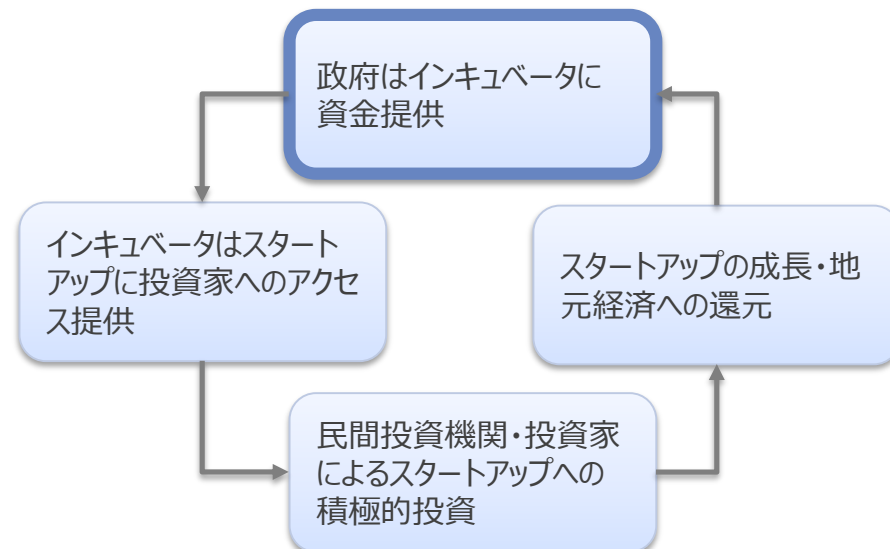 政府はインキュベータに
資金提供
インキュベータはスタート
アップに投資家へのアクセ
ス提供
スタートアップの成長・地
元経済への還元
民間投資機関・投資家
によるスタートアップへの
積極的投資